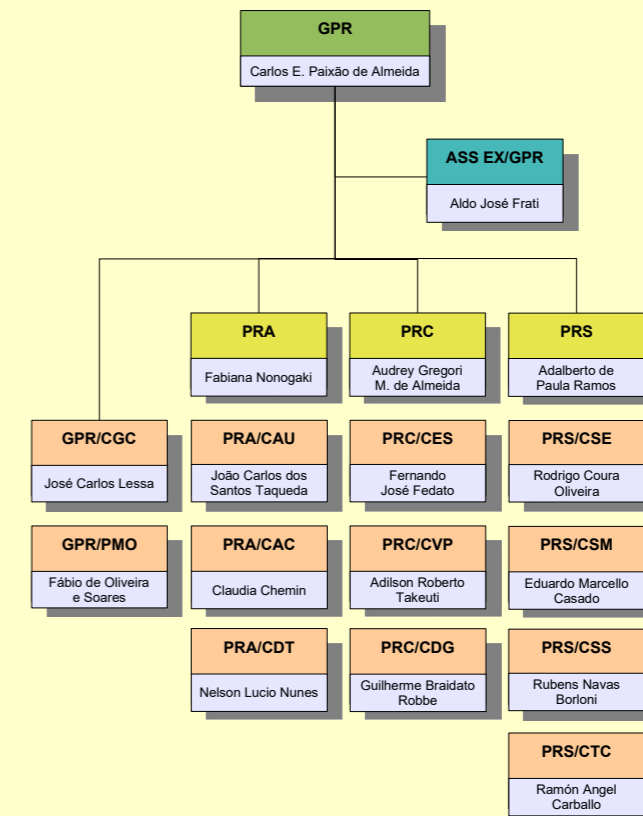 GPR
Carlos E. Paixão de Almeida
ASS EX/GPR
Aldo José Frati
PRA
Fabiana Nonogaki
PRC
Audrey Gregori
M. de Almeida
PRS
Adalberto de
Paula Ramos
GPR/CGC
José Carlos Lessa
PRA/CAU
João Carlos dos
Santos Taqueda
PRC/CES
Fernando
José Fedato
PRS/CSE
Rodrigo Coura
Oliveira
GPR/PMO
Fábio de Oliveira
e Soares
PRA/CAC
Claudia Chemin
PRC/CVP
Adilson Roberto
Takeuti
PRS/CSM
Eduardo Marcello
Casado
PRA/CDT
Nelson Lucio Nunes
PRC/CDG
Guilherme Braidato
Robbe
PRS/CSS
Rubens Navas
Borloni
PRS/CTC
Ramón Angel
Carballo